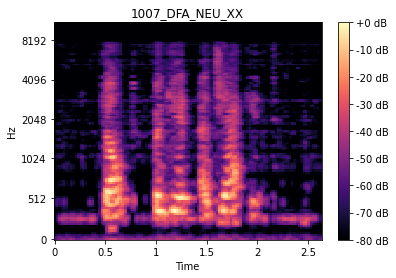 1007_DFA_NEU_XX
+0 dB
8192
-10 dB
4096
-20 dB
-30 dB
2048
Hz
-40 dB
1024
-50 dB
512
-60 dB
-70 dB
0
-80 dB
0 0.5 1 1.5 2 2.5
Time